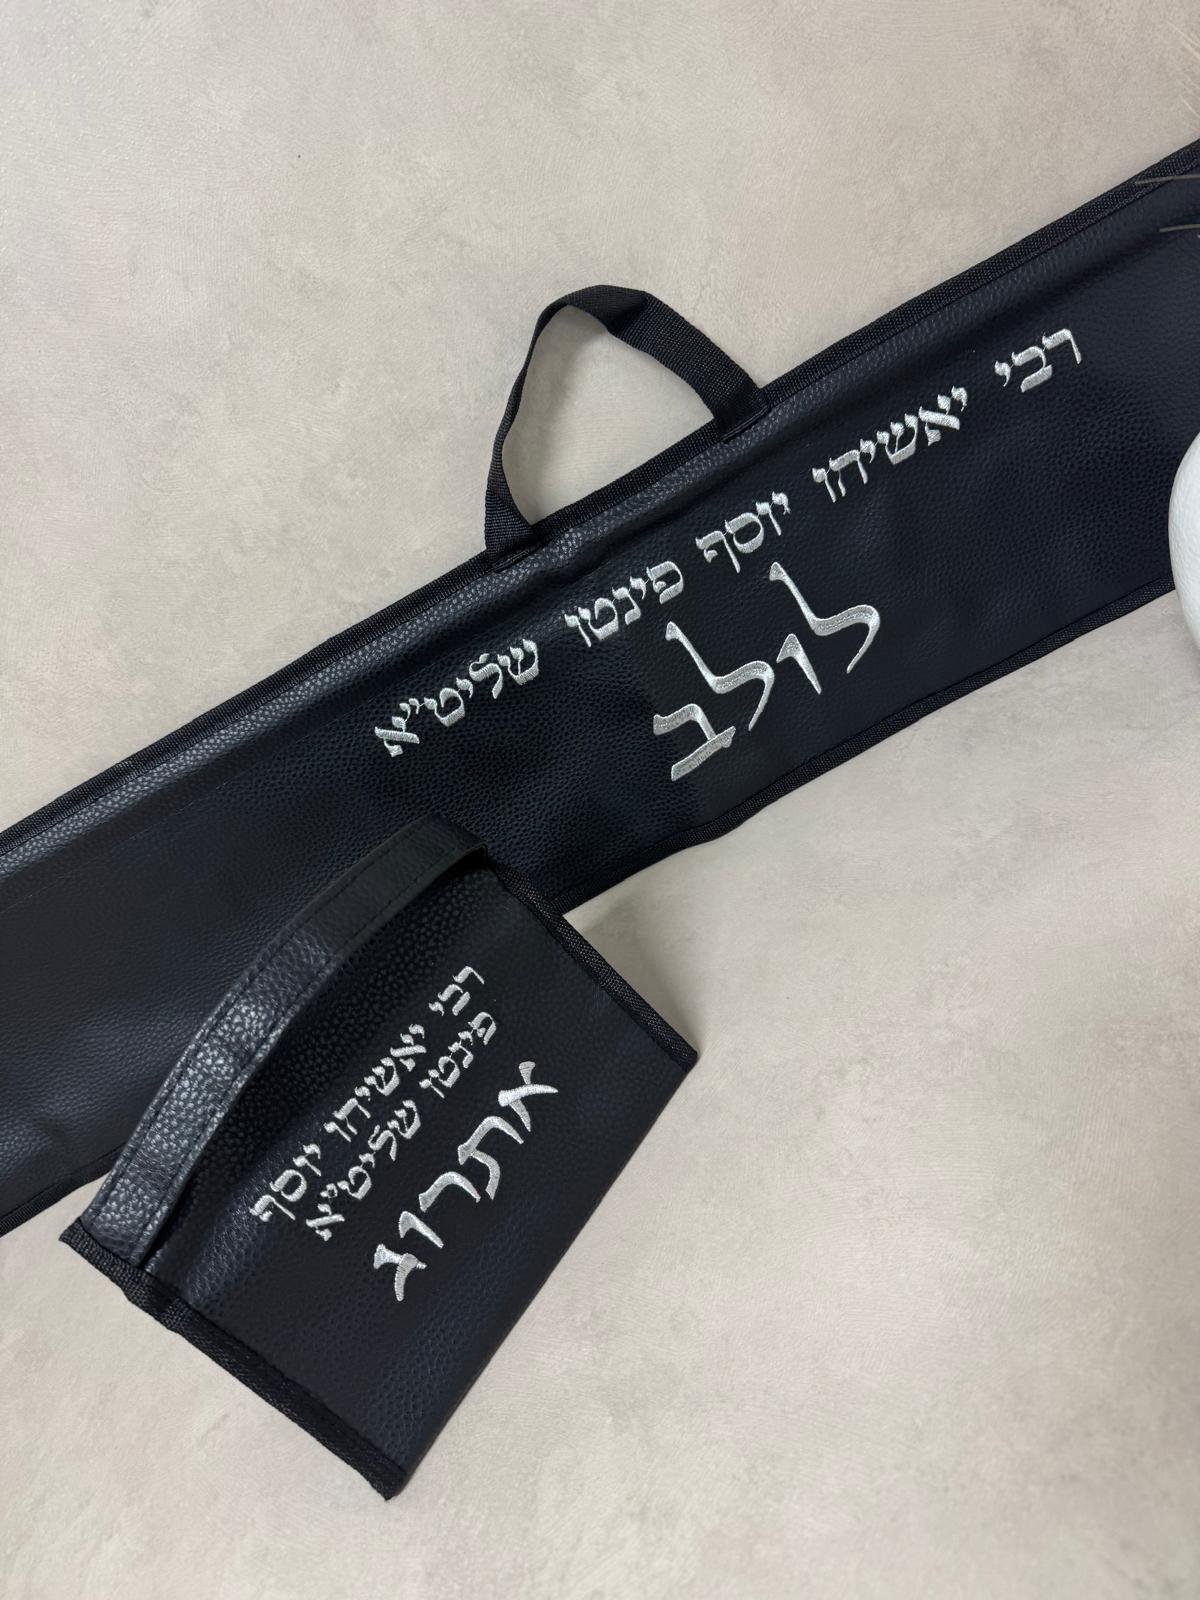 רבי יאשיהו יוסף פינטו שליט"א
לולב
רבי יאשיהו יוסף
פינטו שליט"א
אתרוג